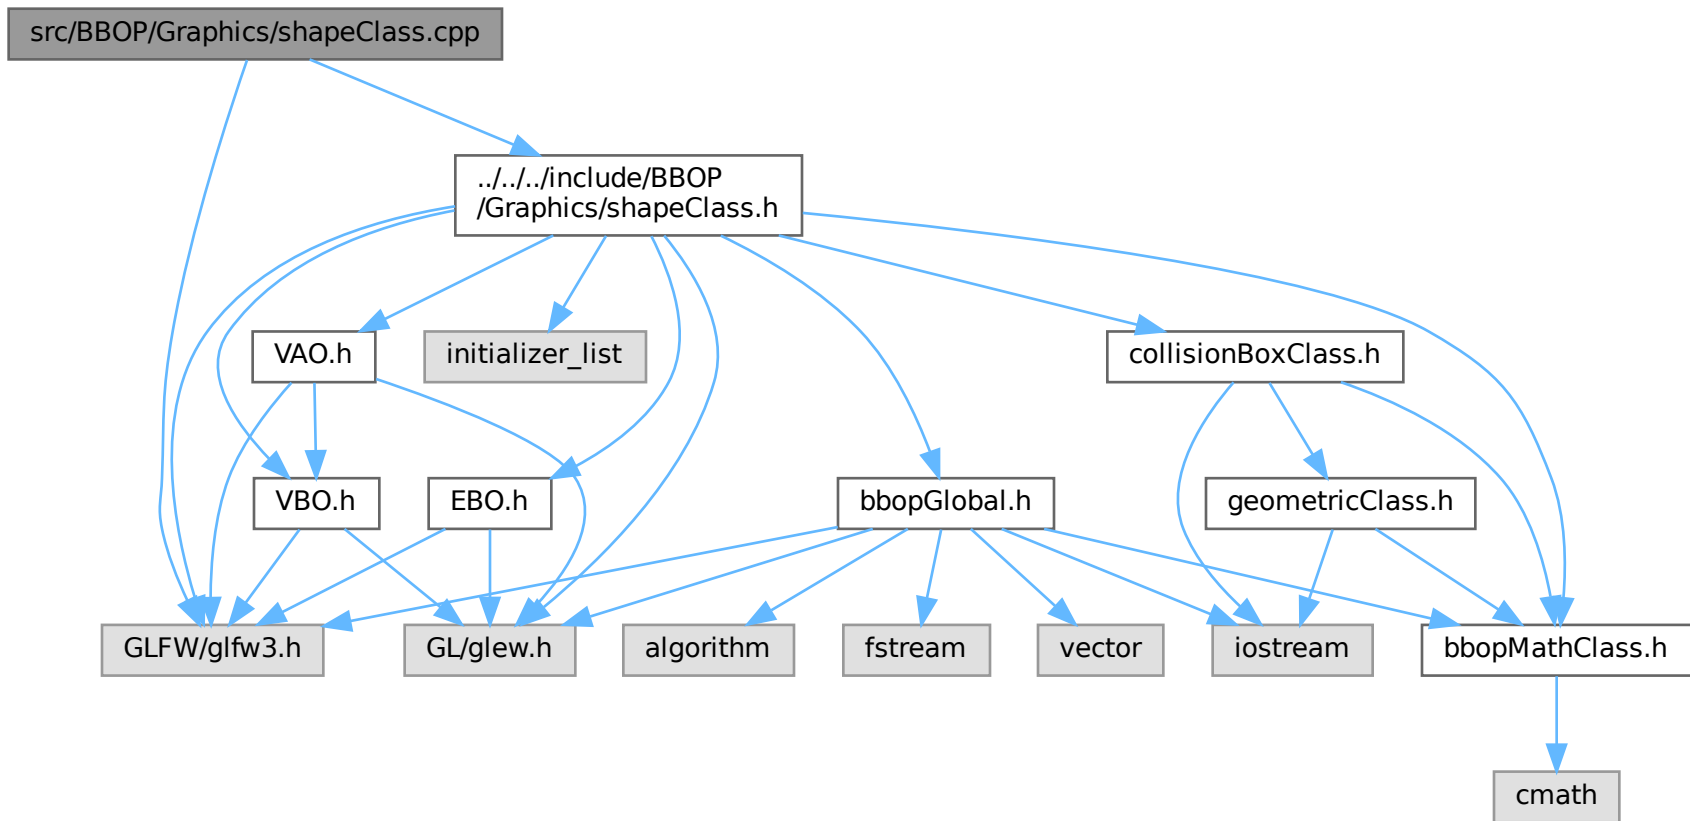 src/BBOP/Graphics/shapeClass.cpp
../../../include/BBOP
/Graphics/shapeClass.h
VAO.h
initializer_list
collisionBoxClass.h
VBO.h
EBO.h
bbopGlobal.h
geometricClass.h
GLFW/glfw3.h
GL/glew.h
algorithm
fstream
vector
iostream
bbopMathClass.h
cmath